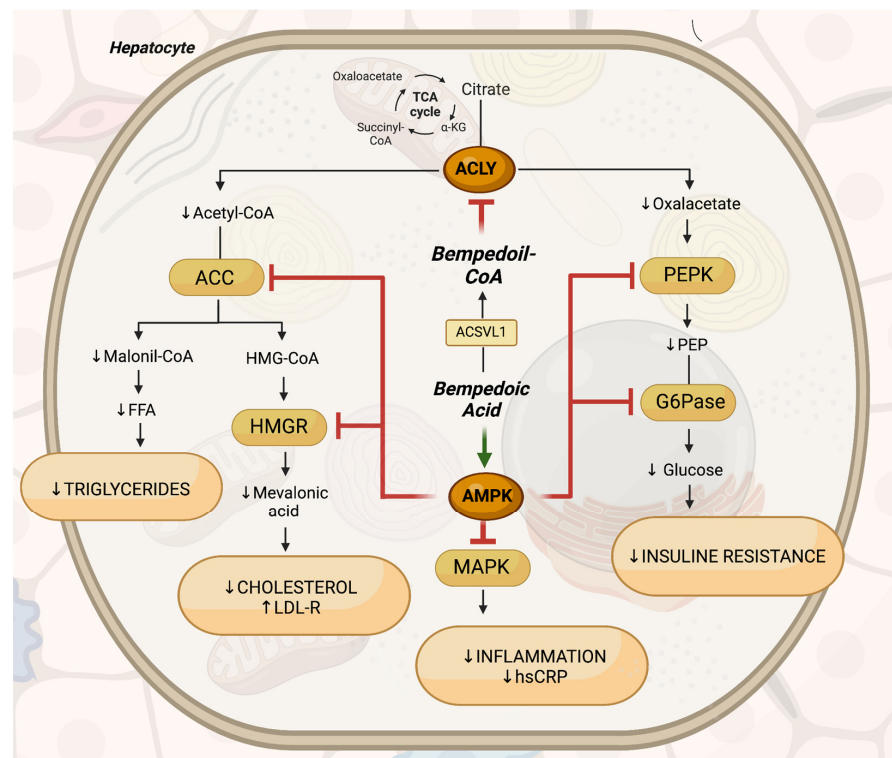 Hepatocyte
Oxaloacetate
Citrate
TCA
cycle
Succinyl-
CoA
α-KG
ACLY
↓Acetyl-CoA
↓Oxalacetate
Bempedoil-
CoA
ACC
PEPK
ACSVL1
↓Malonil-CoA
HMG-CoA
↓PEP
Bempedoic
Acid
↓FFA
HMGR
G6Pase
↓TRIGLYCERIDES
↓Mevalonic
acid
AMPK
↓ Glucose
MAPK
↓INSULINE RESISTANCE
↓CHOLESTEROL
↑LDL-R
↓INFLAMMATION
↓hsCRP